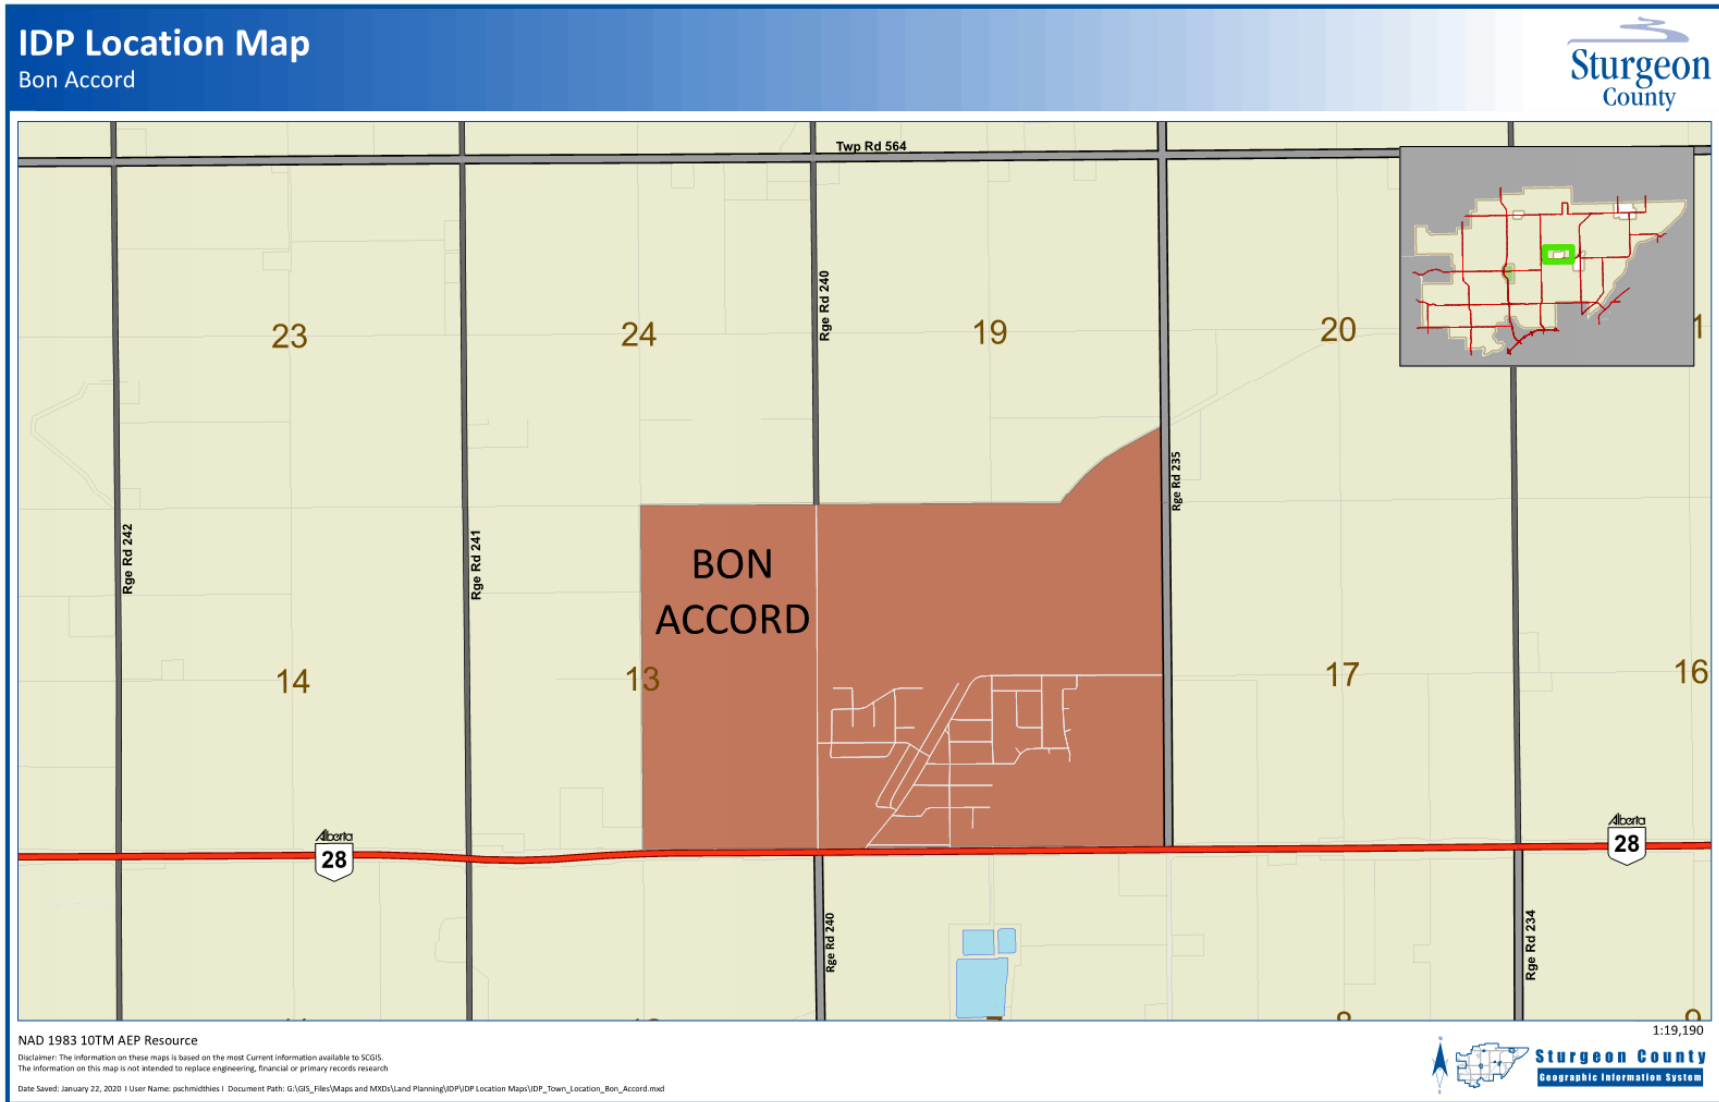 IDP Location Map
Bon Accord
Sturgeon
County
Twp Rd 564
Rge Rd 240
23
24
19
20
1
Rge Rd 235
Rge Rd 242
Rge Rd 241
BON
ACCORD
14
13
17
16
Alberta
28
Alberta
28
Rge Rd 240
Rge Rd 234
NAD 1983 10TM AEP Resource
1:19,190
Disclaimer: The information on these maps is based on the most Current information available to SCGIS.
The information on this map is not intended to replace engineering, financial or primary records research
Date Saved: January 22, 2020 I User Name: pschmidthies I Document Path: G:\GIS_Files\Maps and MXDs\Land Planning\IDP\IDP Location Maps\IDP_Town_Location_Bon_Accord.mxd
Sturgeon County
Geographic Information System